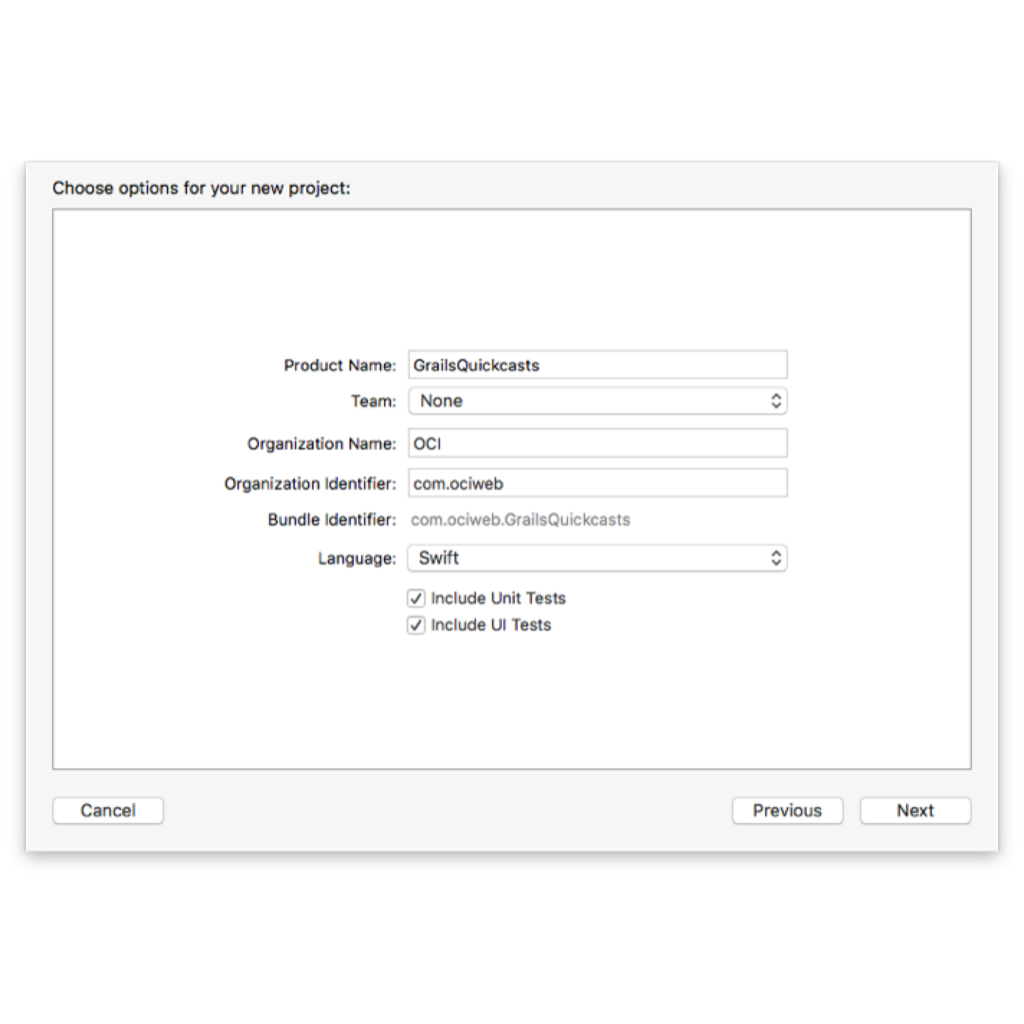 Choose options for your new project:
Product Name: GrailsQuickcasts
Team: None
Organization Name: OCI
Organization Identifier: com.ociweb
Bundle Identifier: com.ociweb.GrailsQuickcasts
Language: Swift
Include Unit Tests
Include UI Tests
Cancel Previous Next